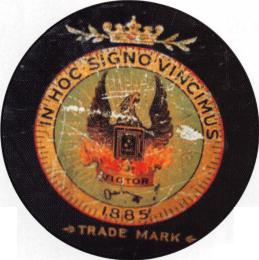 IN HOC SIGNO VINCIMUS
VICTOR
1885
TRADE MARK